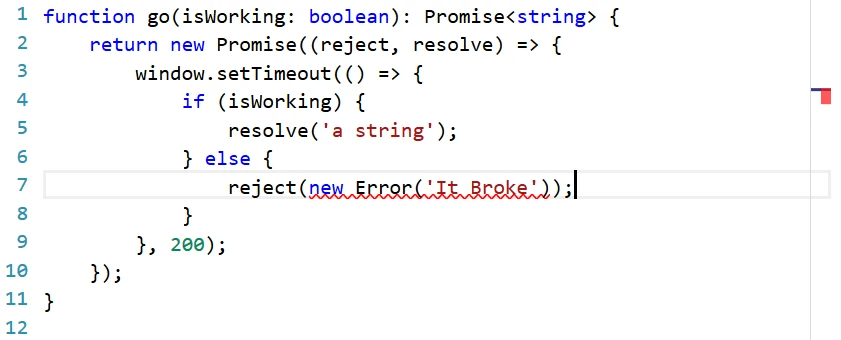 1 function go(isWorking: boolean): Promise<string> {
2     return new Promise((reject, resolve) => {
3         window.setTimeout(() => {
4             if (isWorking) {
5                 resolve('a string');
6             } else {
7                 reject(new Error('It Broke'));
8             }
9         }, 200);
10     });
11 }
12